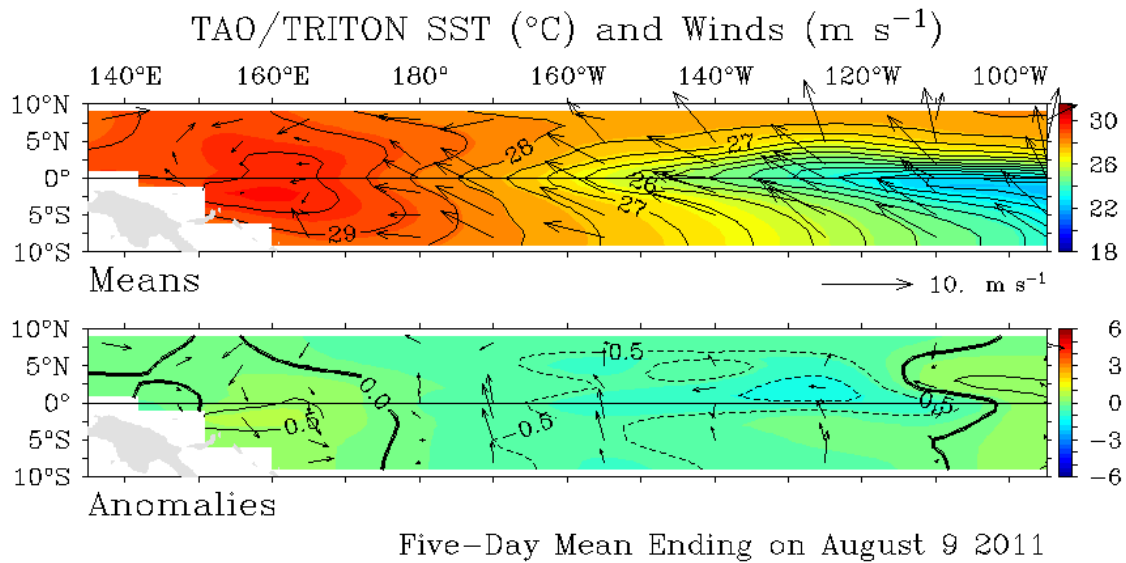 TAO/TRITON SST (°C) and Winds (m s⁻¹)
140°E 160°E 180° 160°W 140°W 120°W 100°W
10°N
5°N
0°
5°S
10°S
28
27
26
27
29
30
28
26
24
22
20
18
Means
10. m s⁻¹
10°N
5°N
0°
5°S
10°S
0.0
0.5
-0.5
-0.5
0.5
6
3
0
-3
-6
Anomalies
Five-Day Mean Ending on August 9 2011